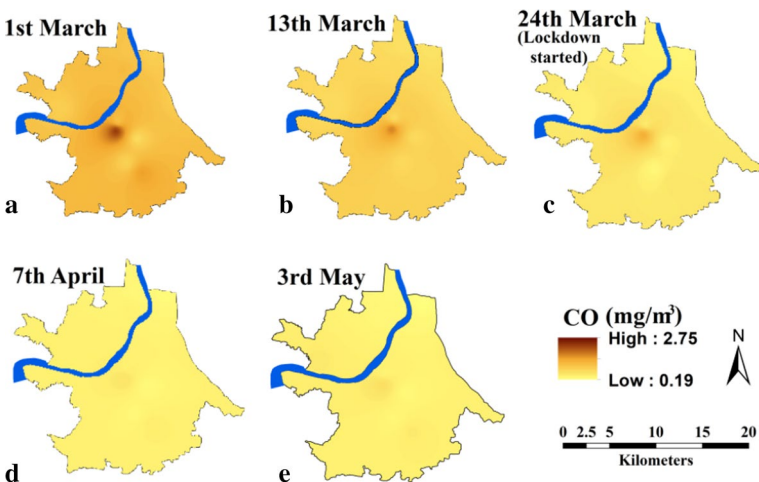 1st March
13th March
24th March
(Lockdown
started)
a
b
c
7th April
3rd May
CO (mg/m³)
High : 2.75
Low : 0.19
N
0 2.5 5 10 15 20
Kilometers
d
e